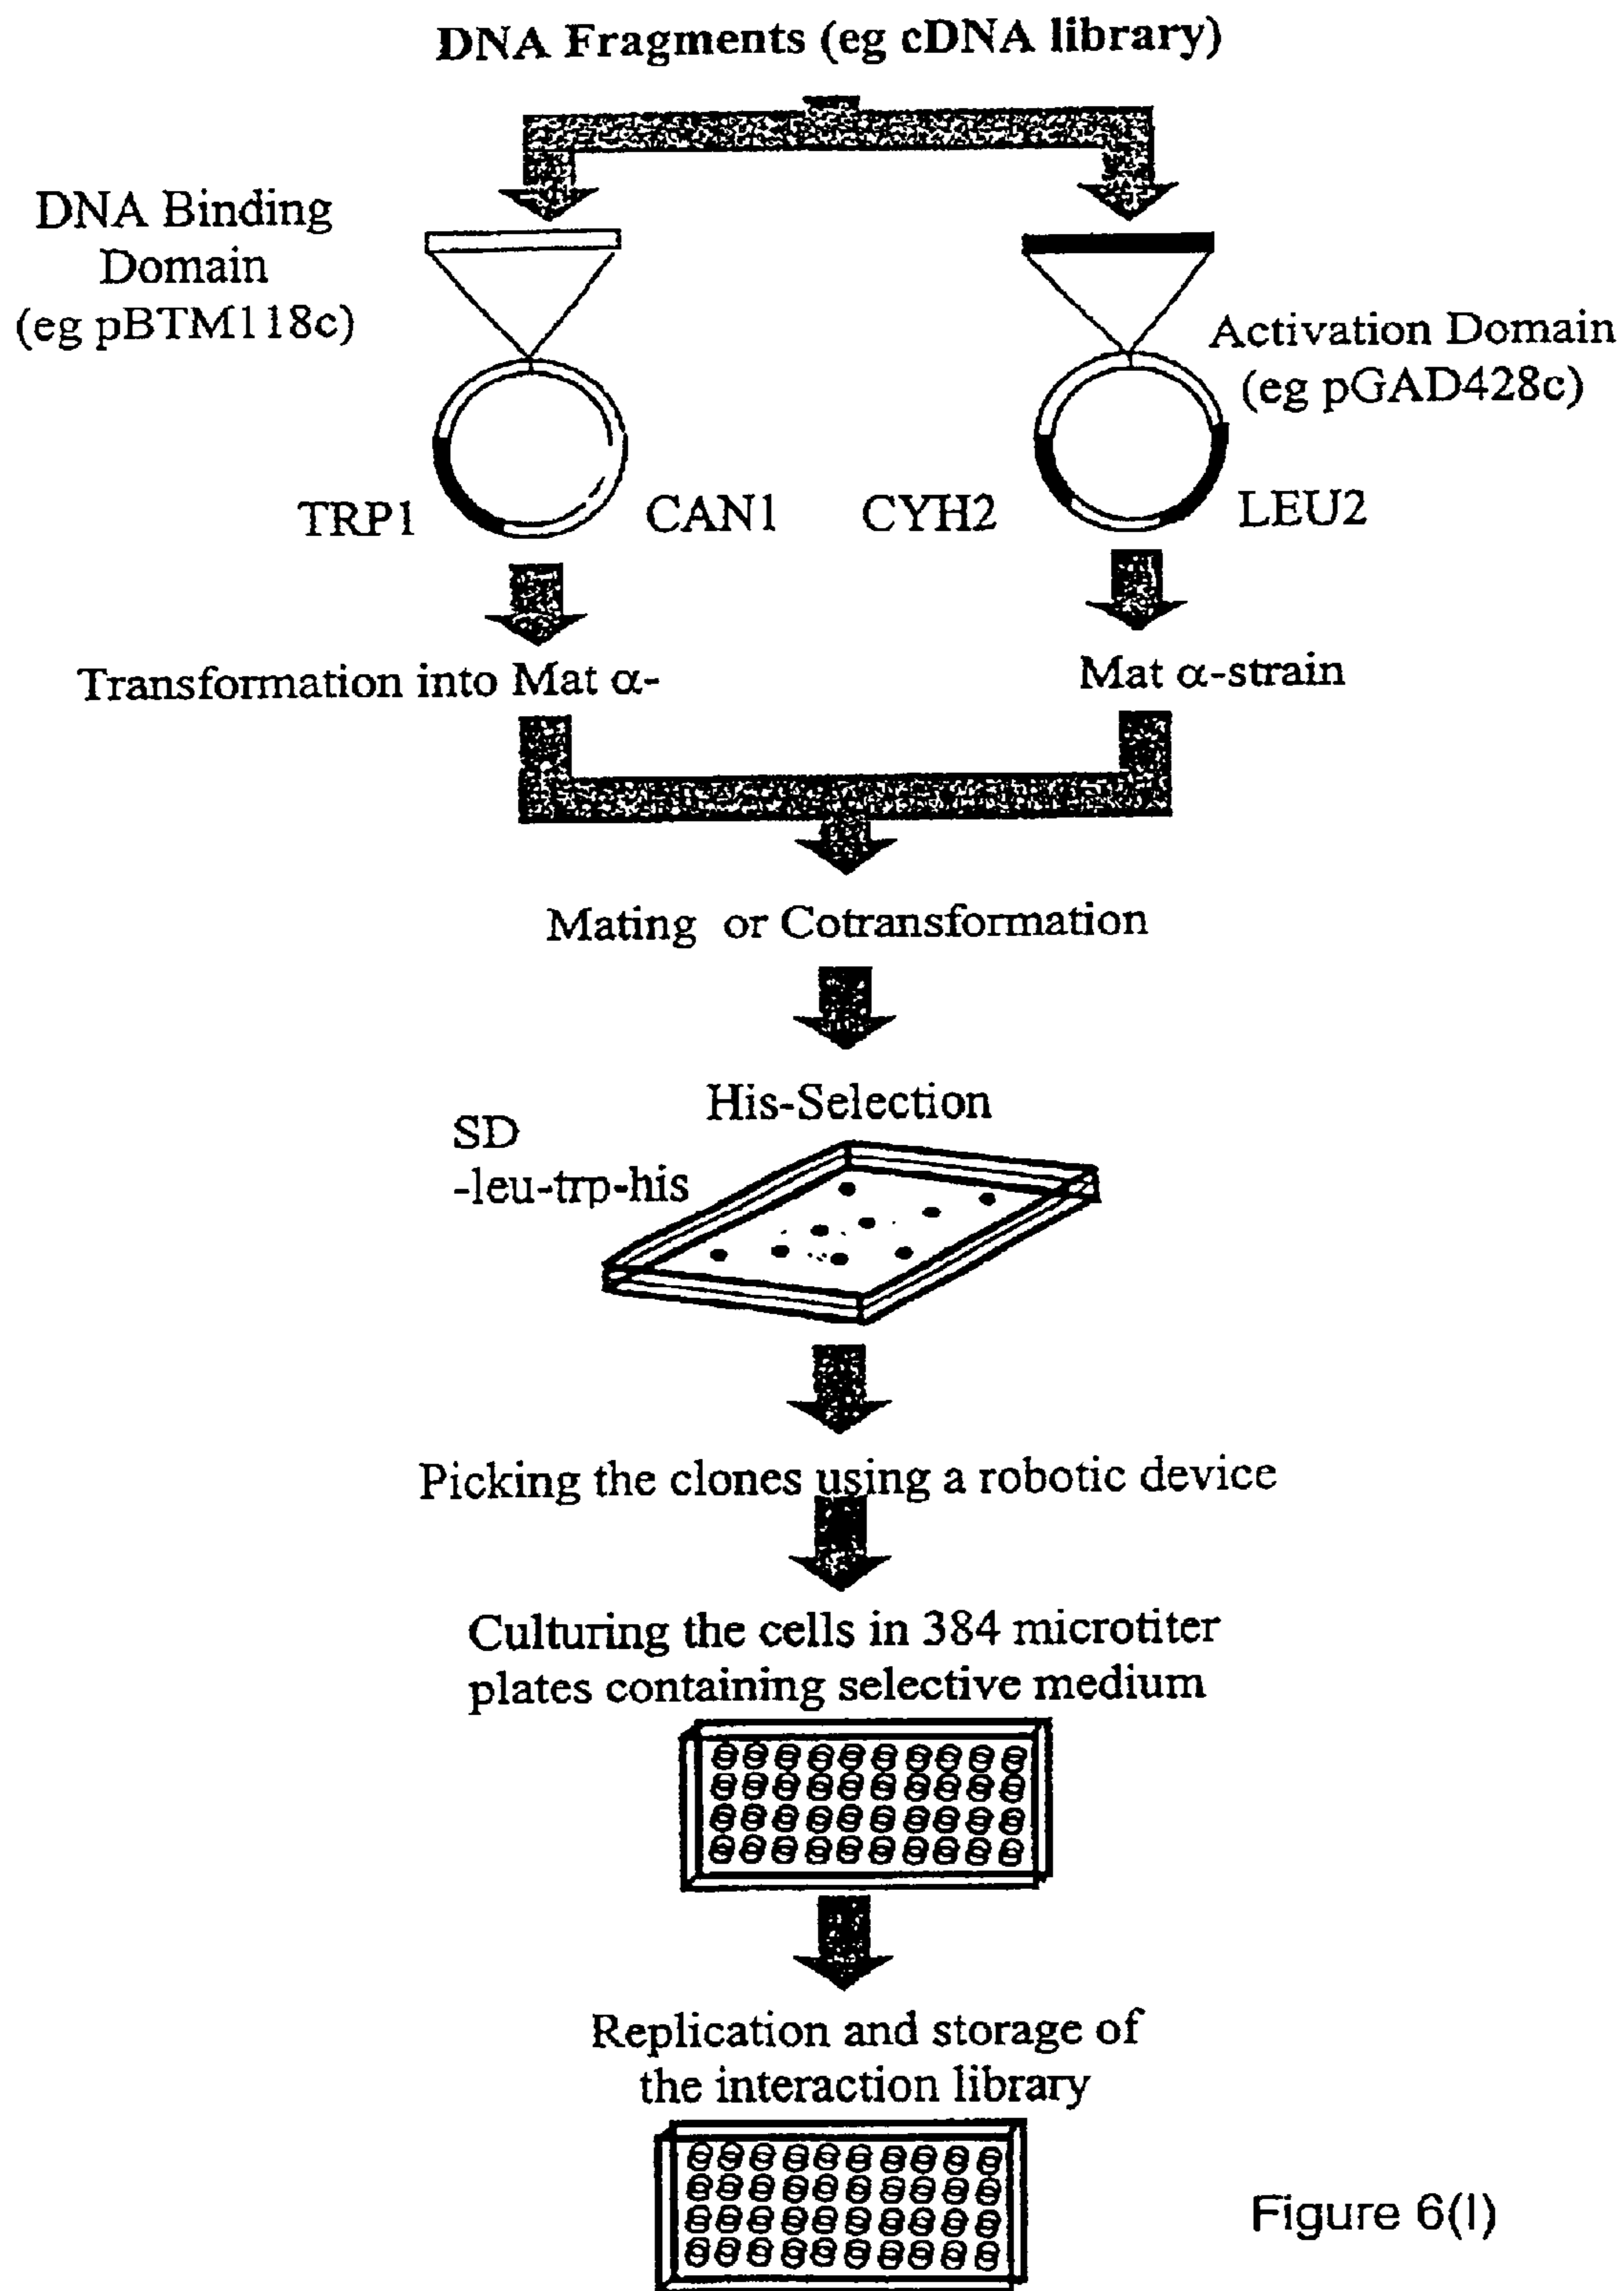 DNA Fragments (eg cDNA library)
DNA Binding
Domain
(eg pBTM118c)
Activation Domain
(eg pGAD428c)
TRP1
CAN1
CYH2
LEU2
Transformation into Mat α-
Mat α-strain
Mating or Cotransformation
His-Selection
SD
-leu-trp-his
Picking the clones using a robotic device
Culturing the cells in 384 microtiter
plates containing selective medium
Replication and storage of
the interaction library
Figure 6(I)